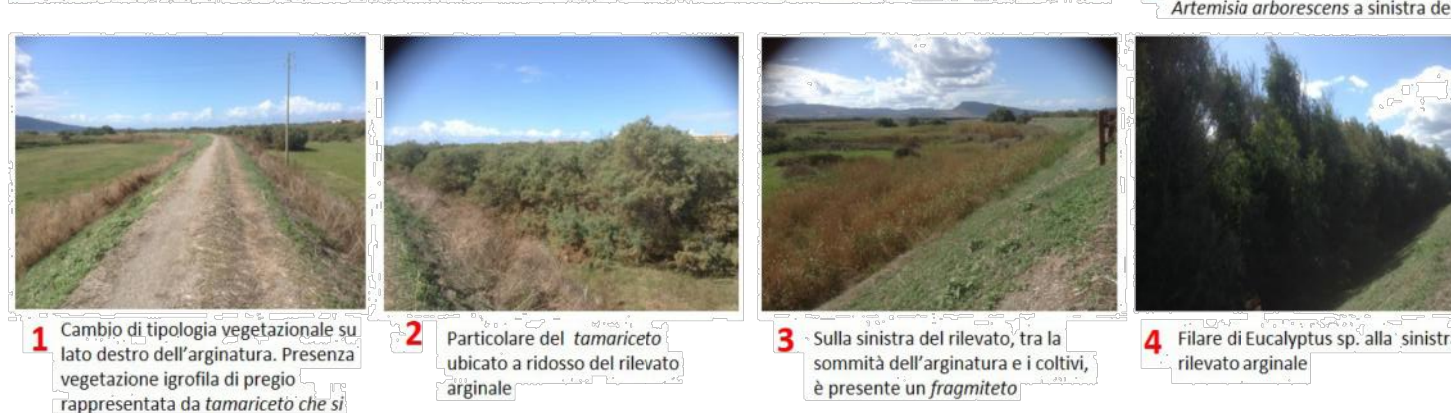 Artemisia arborescens a sinistra de
1 Cambio di tipologia vegetazionale su
lato destro dell'arginatura. Presenza
vegetazione igrofila di pregio
rappresentata da tamariceto che si
2 Particolare del tamariceto
ubicato a ridosso del rilevato
arginale
3 Sulla sinistra del rilevato, tra la
sommità dell'arginatura e i coltivi,
è presente un fragmiteto
4 Filare di Eucalyptus sp. alla sinistra
rilevato arginale